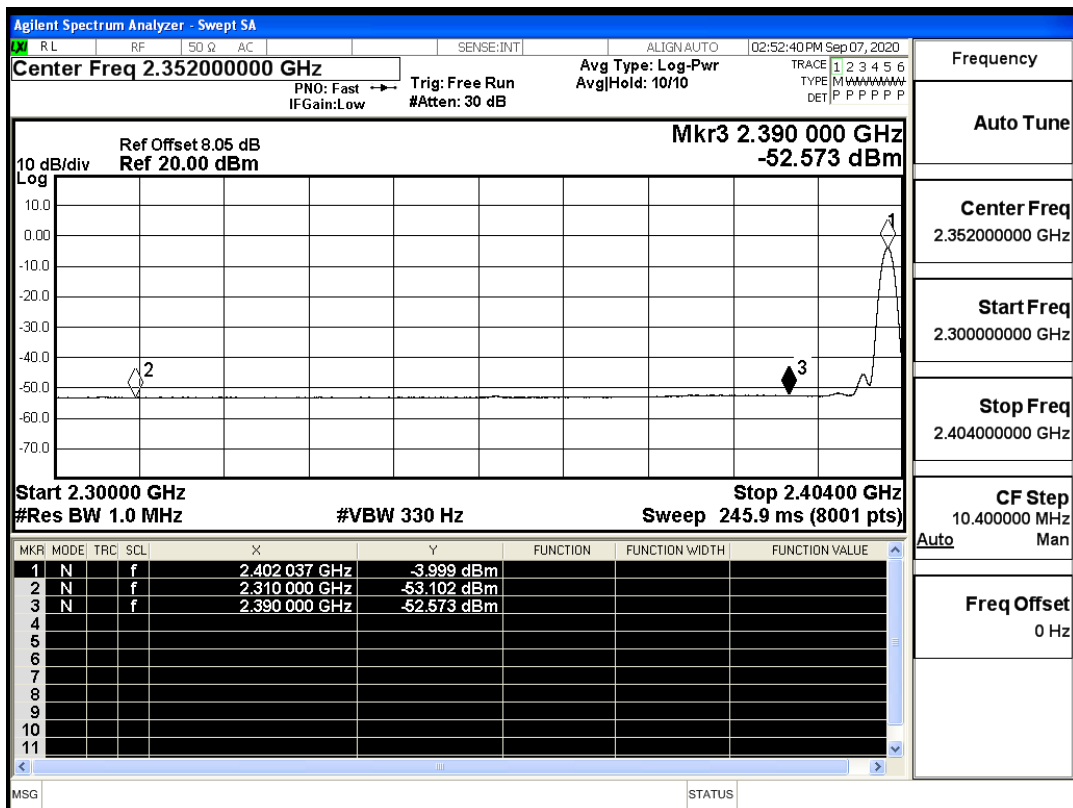 Agilent Spectrum Analyzer - Swept SA
LXI RL RF 50 Ω AC SENSE:INT ALIGN AUTO 02:52:40 PM Sep 07, 2020
Center Freq 2.352000000 GHz
PNO: Fast
IFGain:Low
Trig: Free Run
#Atten: 30 dB
Avg Type: Log-Pwr
Avg|Hold: 10/10
TRACE 1 2 3 4 5 6
TYPE M W W W W W
DET P P P P P P
Mkr3 2.390 000 GHz
-52.573 dBm
Ref Offset 8.05 dB
10 dB/div Ref 20.00 dBm
Log
10.0
0.00
-10.0
-20.0
-30.0
-40.0
-50.0
-60.0
-70.0
1
2
3
Start 2.30000 GHz Stop 2.40400 GHz
#Res BW 1.0 MHz #VBW 330 Hz Sweep 245.9 ms (8001 pts)
MKR MODE TRC SCL X Y FUNCTION FUNCTION WIDTH FUNCTION VALUE
1 N f 2.402 037 GHz -3.999 dBm
2 N f 2.310 000 GHz -53.102 dBm
3 N f 2.390 000 GHz -52.573 dBm
4
5
6
7
8
9
10
11
MSG STATUS
Frequency
Auto Tune
Center Freq
2.352000000 GHz
Start Freq
2.300000000 GHz
Stop Freq
2.404000000 GHz
CF Step
10.400000 MHz
Auto Man
Freq Offset
0 Hz